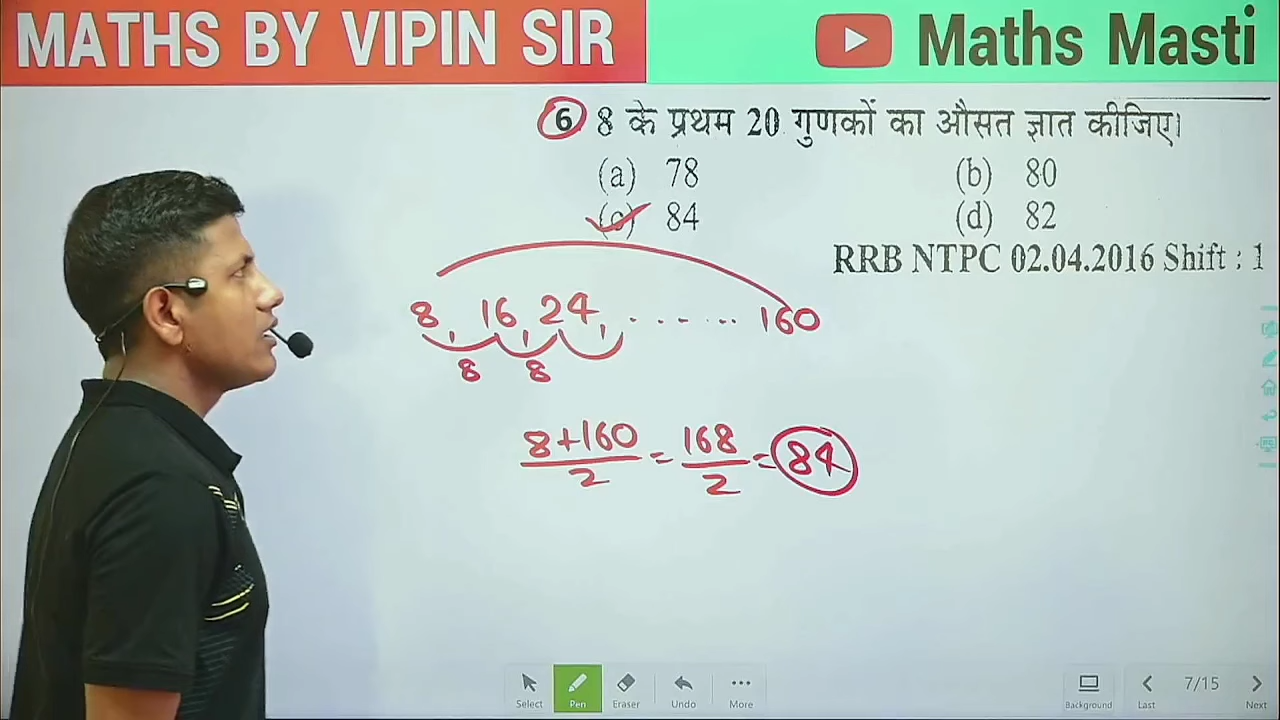 MATHS BY VIPIN SIR
Maths Masti
6 8 के प्रथम 20 गुणकों का औसत ज्ञात कीजिए।
(a) 78 (b) 80
(c) 84 (d) 82
RRB NTPC 02.04.2016 Shift : 1
8, 16, 24, ...... 160
8 8
8+160/2 = 168/2 = 84
Select Pen Eraser Undo More Background Last 7/15 Next